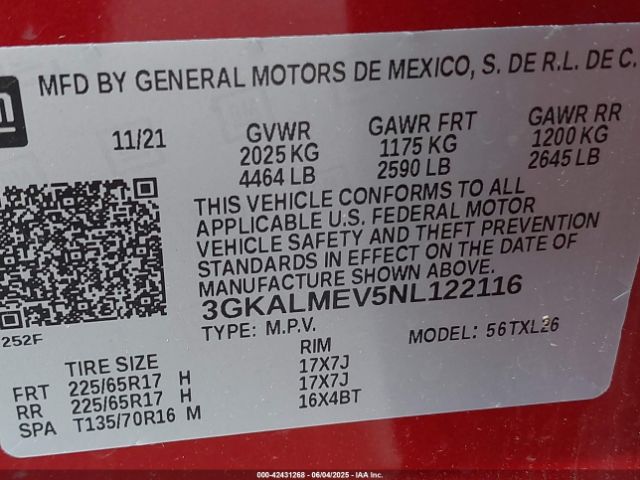 MFD BY GENERAL MOTORS DE MEXICO, S. DE R.L. DE C.
11/21 GVWR GAWR FRT GAWR RR
2025 KG 1175 KG 1200 KG
4464 LB 2590 LB 2645 LB
THIS VEHICLE CONFORMS TO ALL
APPLICABLE U.S. FEDERAL MOTOR
VEHICLE SAFETY AND THEFT PREVENTION
STANDARDS IN EFFECT ON THE DATE OF
MANUFACTURE SHOWN ABOVE.
3GKALMEV5NL122116
252F
TYPE: M.P.V. MODEL: 56TXL26
TIRE SIZE RIM
FRT 225/65R17 H 17X7J
RR 225/65R17 H 17X7J
SPA T135/70R16 M 16X4BT
000-42431268 - 06/04/2025 - IAA Inc.